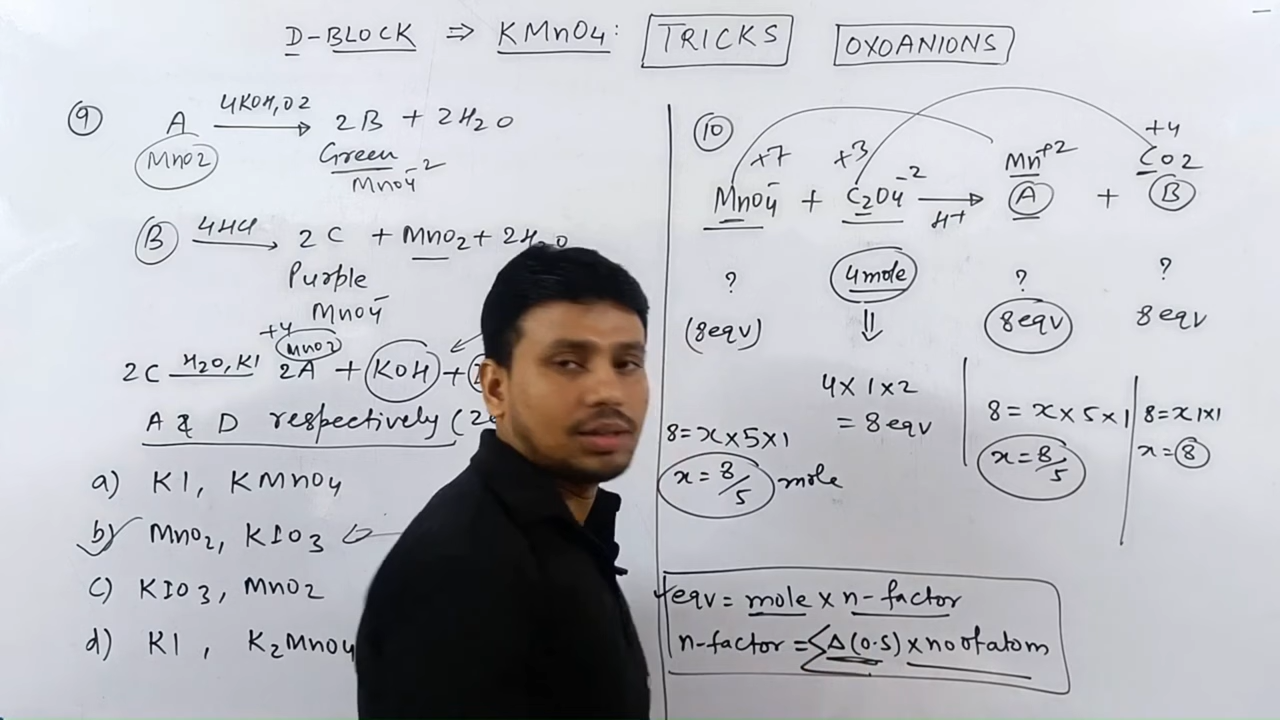 D-BLOCK ⇒ KMnO4: TRICKS OXOANIONS
9 A 4KOH, O2 → 2B + 2H2O
MnO2 Green
MnO4^-2
B 4HCl → 2C + MnO2 + 2H2O
Purple
MnO4^-
+4 MnO2
2C H2O, KI 2A + KOH +
A & D respectively
a) KI, KMnO4
b) MnO2, KIO3
c) KIO3, MnO2
d) KI, K2MnO4
10 +7 +3 Mn+2 +4 CO2
MnO4^- + C2O4^-2 → H+ A + B
? 4mole ? ?
(8eqv) ⇓ 8eqv 8eqv
4×1×2
= 8eqv
8=x×5×1 8=x×5×1 8=x1×1
x=8/5 mole x=8/5 x=8
eqv = mole × n-factor
n-factor = Δ(O.S) × no of atom